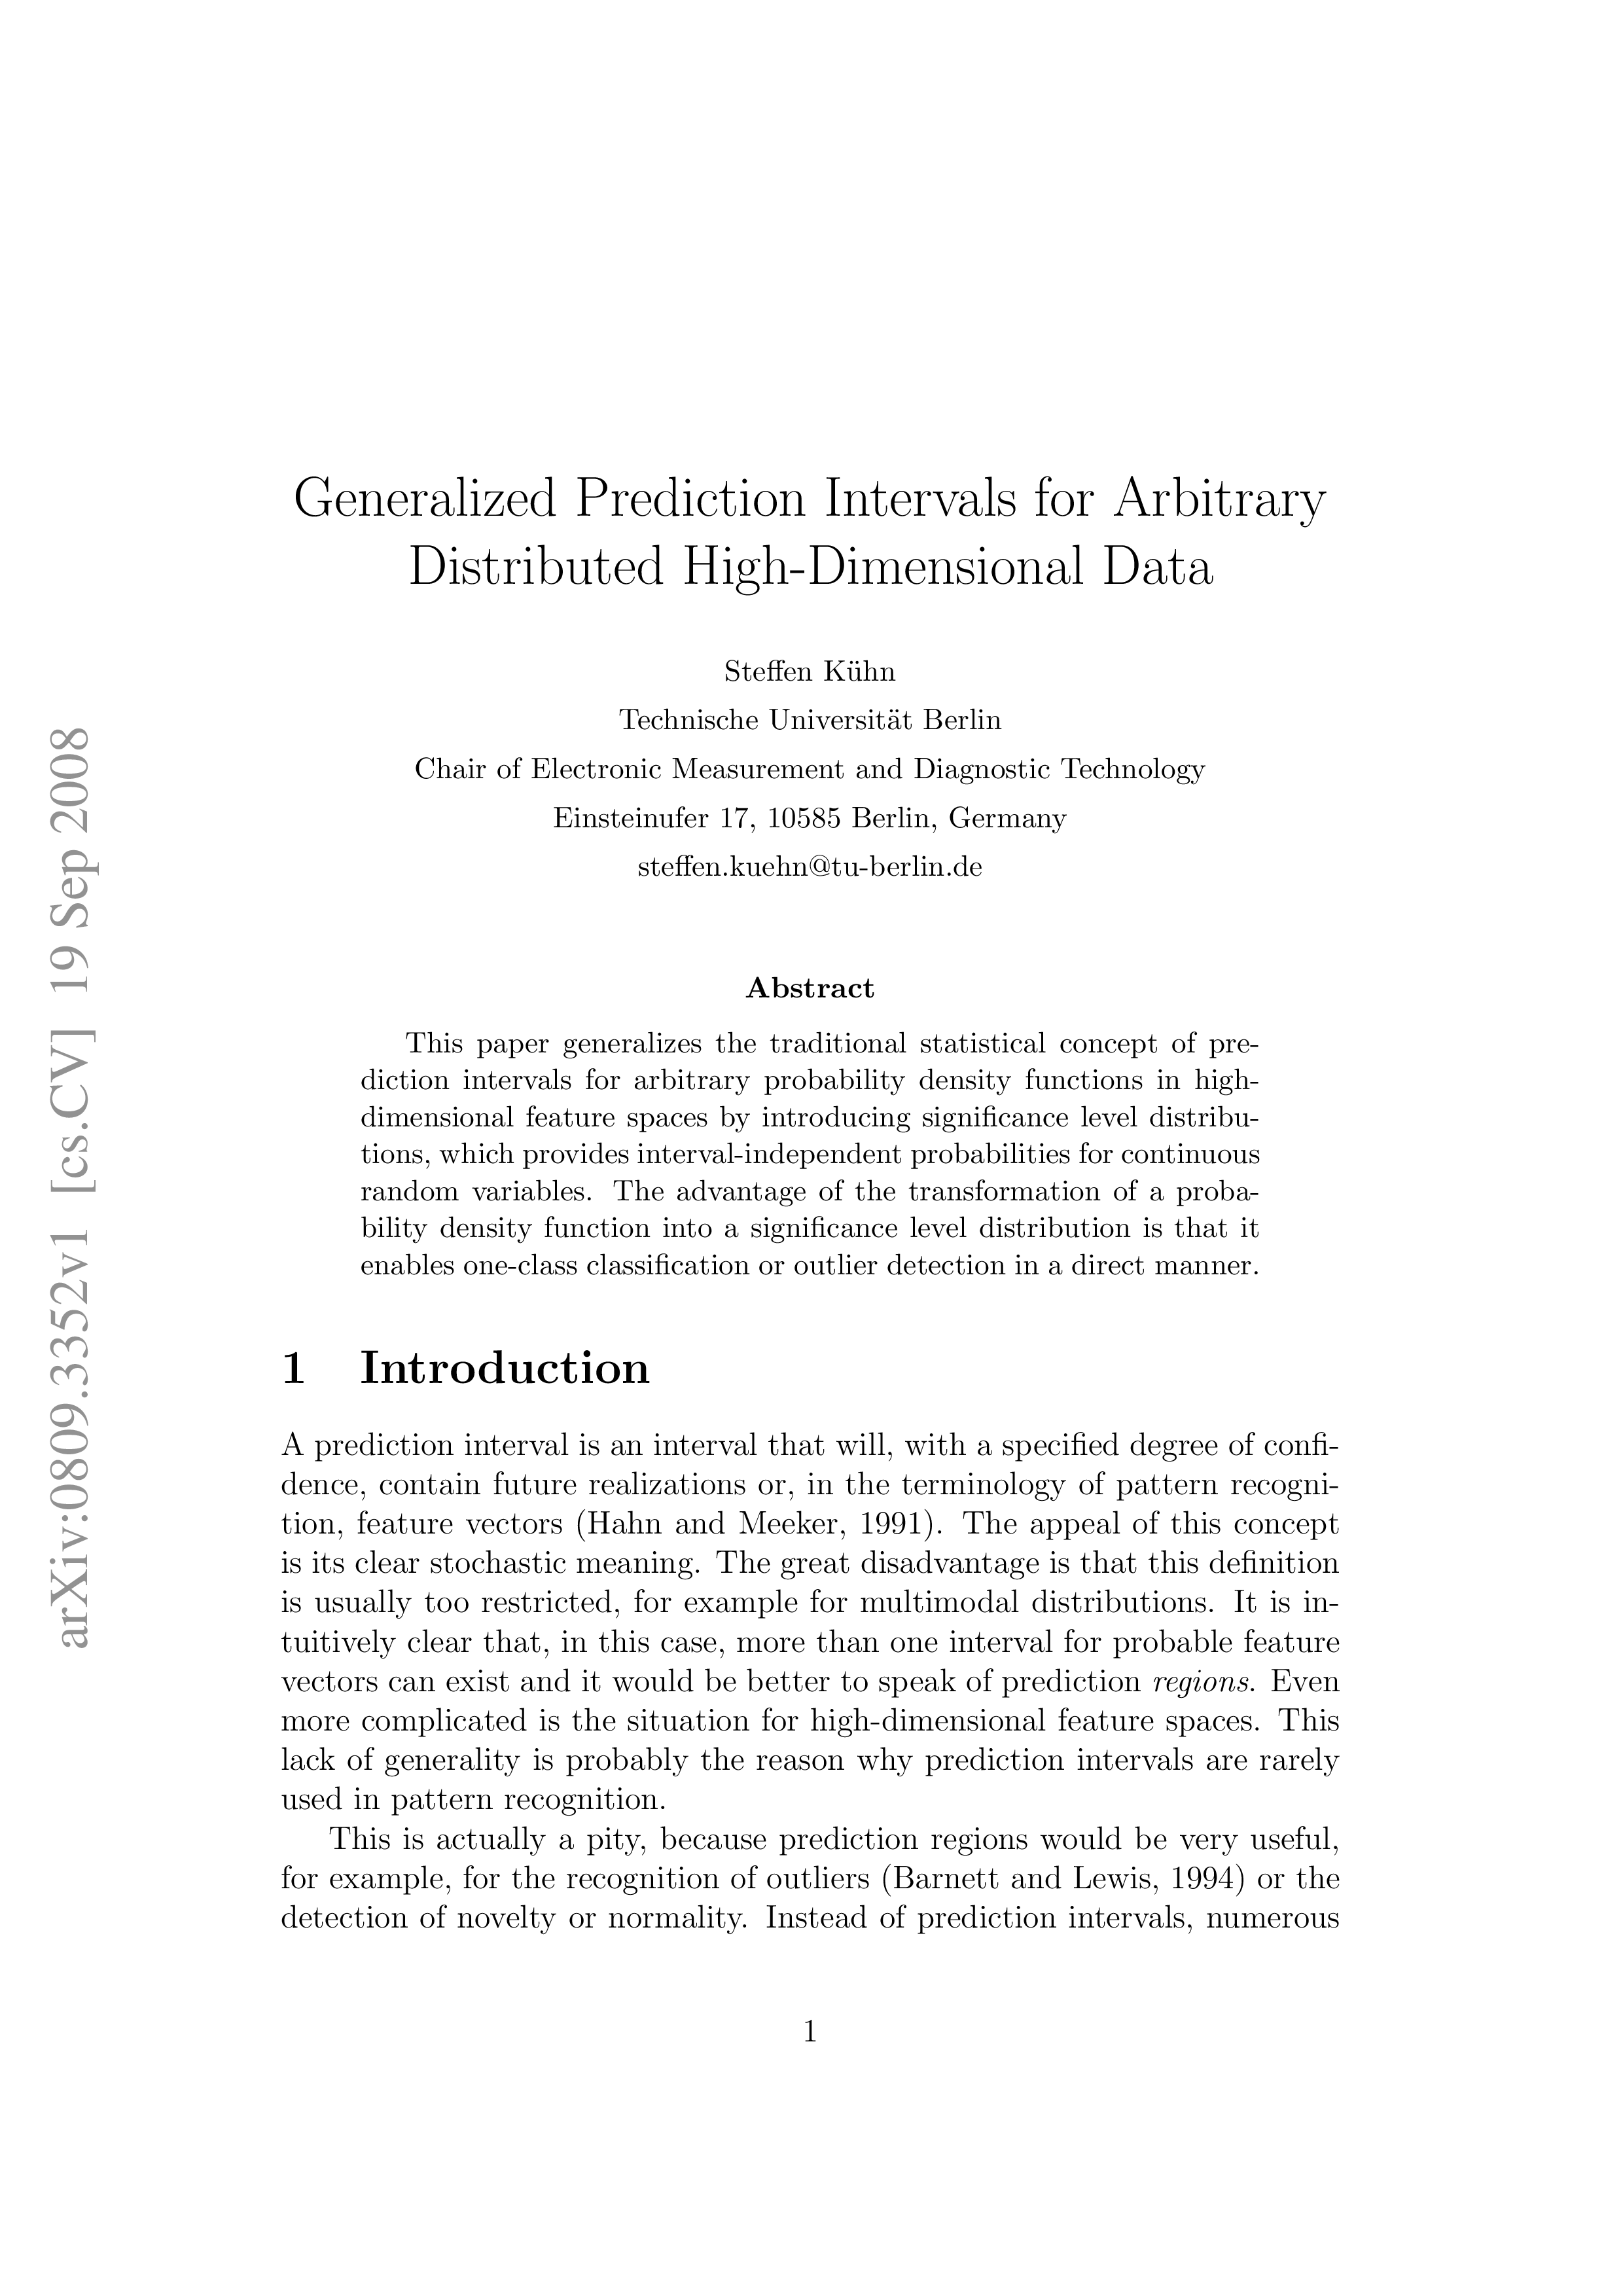 Generalized Prediction Intervals for Arbitrary
Distributed High-Dimensional Data
Steffen Kühn
Technische Universität Berlin
Chair of Electronic Measurement and Diagnostic Technology
Einsteinufer 17, 10585 Berlin, Germany
steffen.kuehn@tu-berlin.de
Abstract
This paper generalizes the traditional statistical concept of pre-
diction intervals for arbitrary probability density functions in high-
dimensional feature spaces by introducing significance level distribu-
tions, which provides interval-independent probabilities for continuous
random variables. The advantage of the transformation of a proba-
bility density function into a significance level distribution is that it
enables one-class classification or outlier detection in a direct manner.
1 Introduction
A prediction interval is an interval that will, with a specified degree of confi-
dence, contain future realizations or, in the terminology of pattern recogni-
tion, feature vectors (Hahn and Meeker, 1991). The appeal of this concept
is its clear stochastic meaning. The great disadvantage is that this definition
is usually too restricted, for example for multimodal distributions. It is in-
tuitively clear that, in this case, more than one interval for probable feature
vectors can exist and it would be better to speak of prediction regions. Even
more complicated is the situation for high-dimensional feature spaces. This
lack of generality is probably the reason why prediction intervals are rarely
used in pattern recognition.
This is actually a pity, because prediction regions would be very useful,
for example, for the recognition of outliers (Barnett and Lewis, 1994) or the
detection of novelty or normality. Instead of prediction intervals, numerous
1
arXiv:0809.3352v1 [cs.CV] 19 Sep 2008